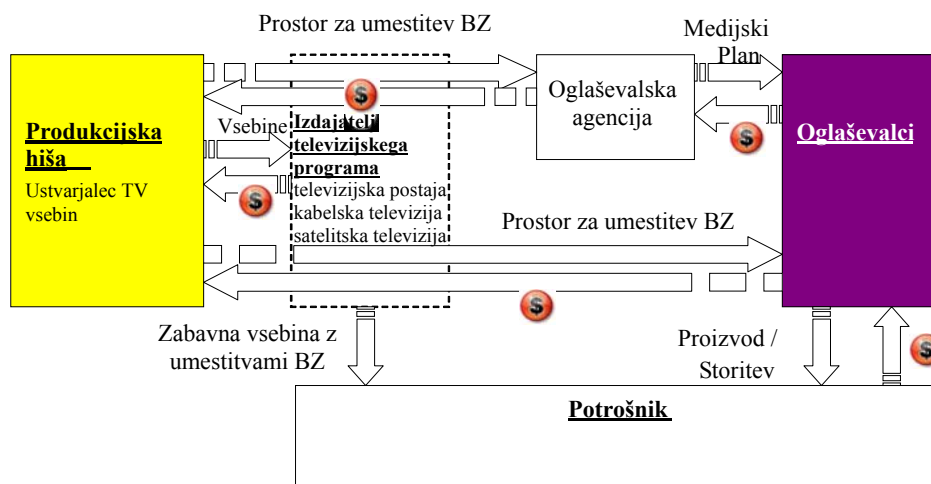 Prostor za umestitev BZ
Medijski
Plan
Oglaševalska
agencija
Oglaševalci
Produkcijska
hiša
Ustvarjalec TV
vsebin
Vsebine
Izdajatelj
televizijskega
programa
televizijska postaja
kabelska televizija
satelitska televizija
$
$
$
Prostor za umestitev BZ
$
Zabavna vsebina z
umestitvami BZ
Proizvod /
Storitev
$
Potrošnik